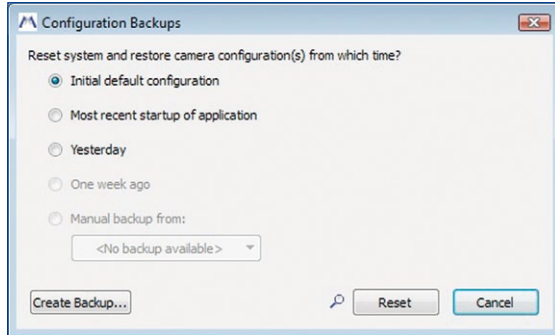 Configuration Backups
Reset system and restore camera configuration(s) from which time?
Initial default configuration
Most recent startup of application
Yesterday
One week ago
Manual backup from:
<No backup available>
Create Backup... Reset Cancel